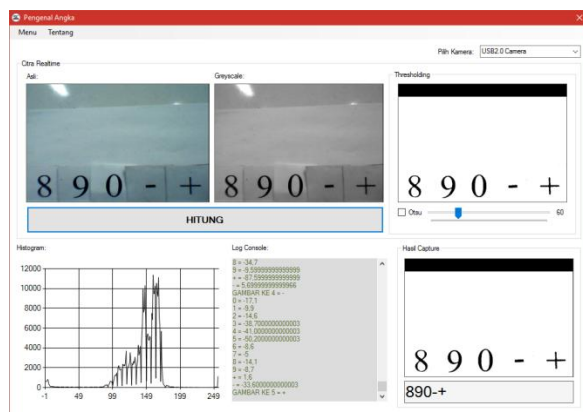 Pengenal Angka
Menu Tentang
Pilih Kamera: USB2.0 Camera
Citra Realtime
Asli: Greyscale: Thresholding
8 9 0 - + 8 9 0 - + 8 9 0 - +
Otsu 60
HITUNG
Histogram: Log Console: Hasil Capture
12000
10000
8000
6000
4000
2000
0
-1 49 99 149 199 249
8 = -34,7
9 = -9,59999999999999
+ = -87,5999999999999
- = 5,69999999999966
GAMBAR KE 4 = -
0 = -17,1
1 = -9,9
2 = -14,6
3 = -38,7000000000003
4 = -41,0000000000003
5 = -50,2000000000003
6 = -8,6
7 = -5
8 = -14,1
9 = -8,7
+ = 1,6
- = -33,6000000000003
GAMBAR KE 5 = +
8 9 0 - +
890-+